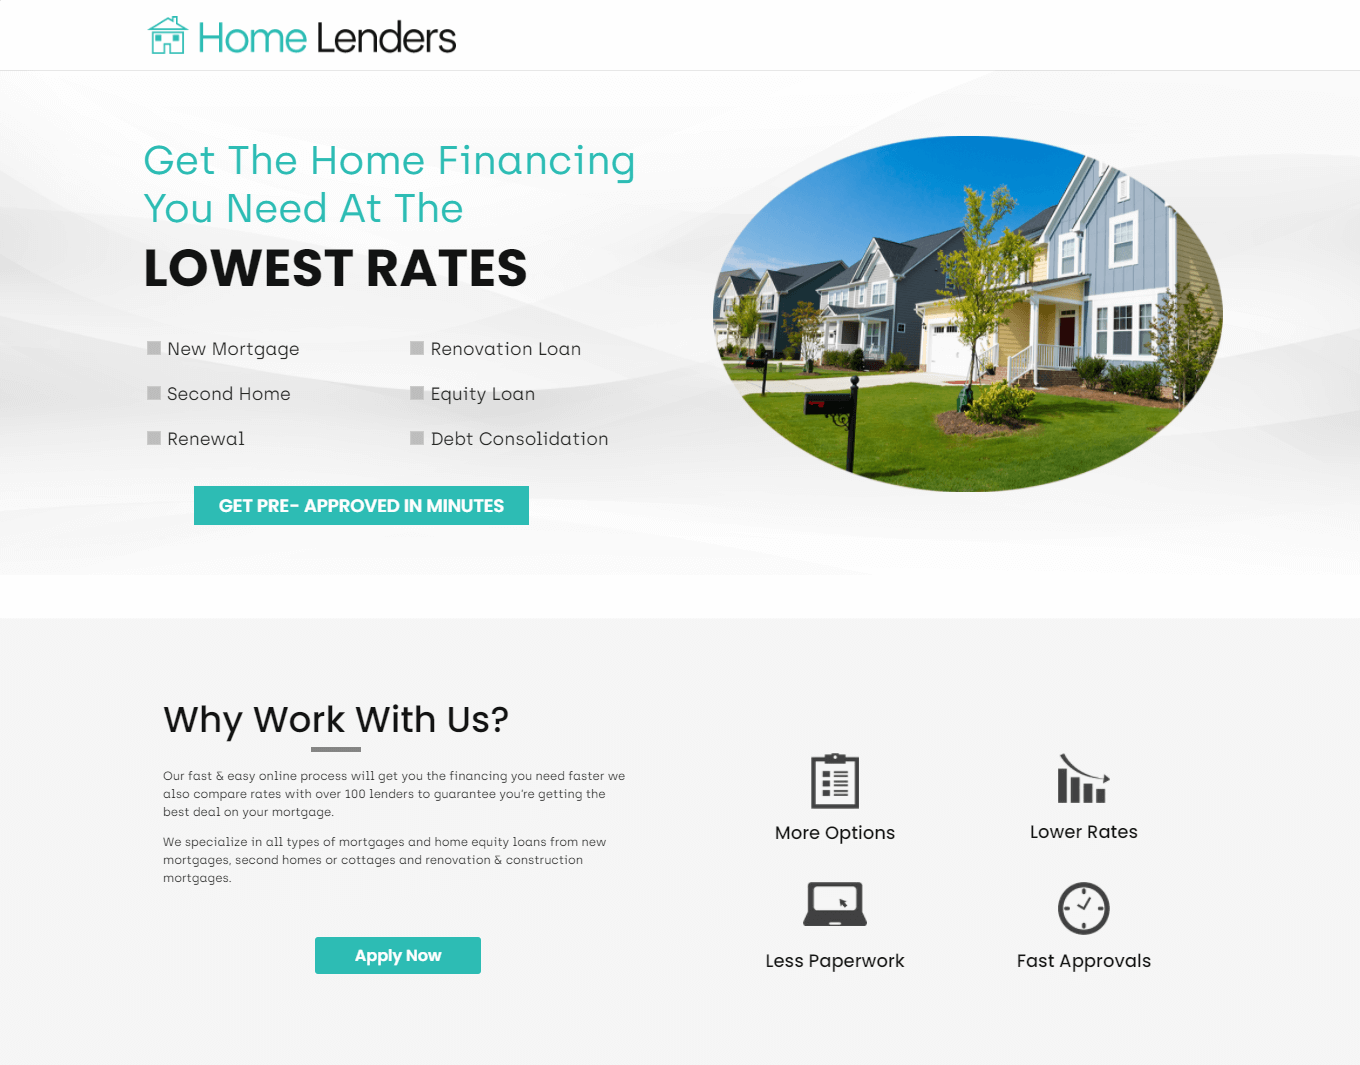 Home Lenders
Get The Home Financing
You Need At The
LOWEST RATES
New Mortgage
Renovation Loan
Second Home
Equity Loan
Renewal
Debt Consolidation
GET PRE- APPROVED IN MINUTES
Why Work With Us?
Our fast & easy online process will get you the financing you need faster we
also compare rates with over 100 lenders to guarantee you're getting the
best deal on your mortgage.
We specialize in all types of mortgages and home equity loans from new
mortgages, second homes or cottages and renovation & construction
mortgages.
Apply Now
More Options
Lower Rates
Less Paperwork
Fast Approvals